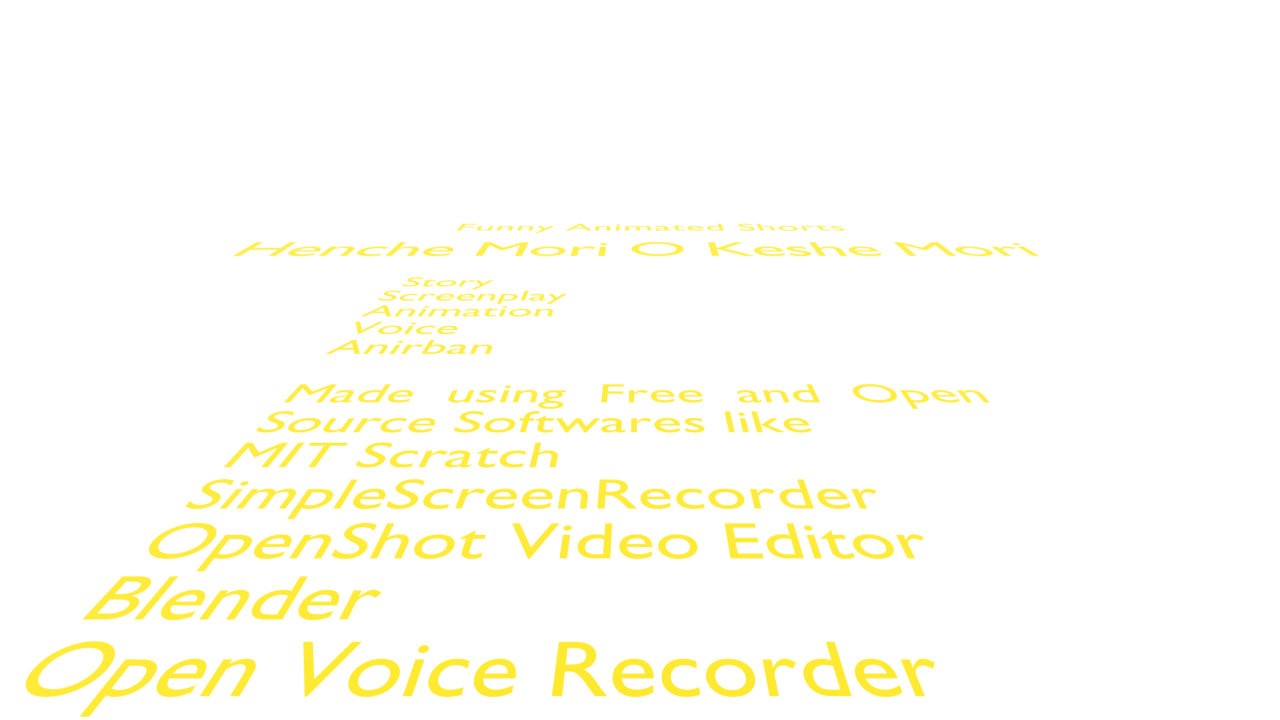 Funny Animated Shorts
Henche Mori O Keshe Mori
Story
Screenplay
Animation
Voice
Anirban
Made using Free and Open
Source Softwares like
MIT Scratch
SimpleScreenRecorder
OpenShot Video Editor
Blender
Open Voice Recorder